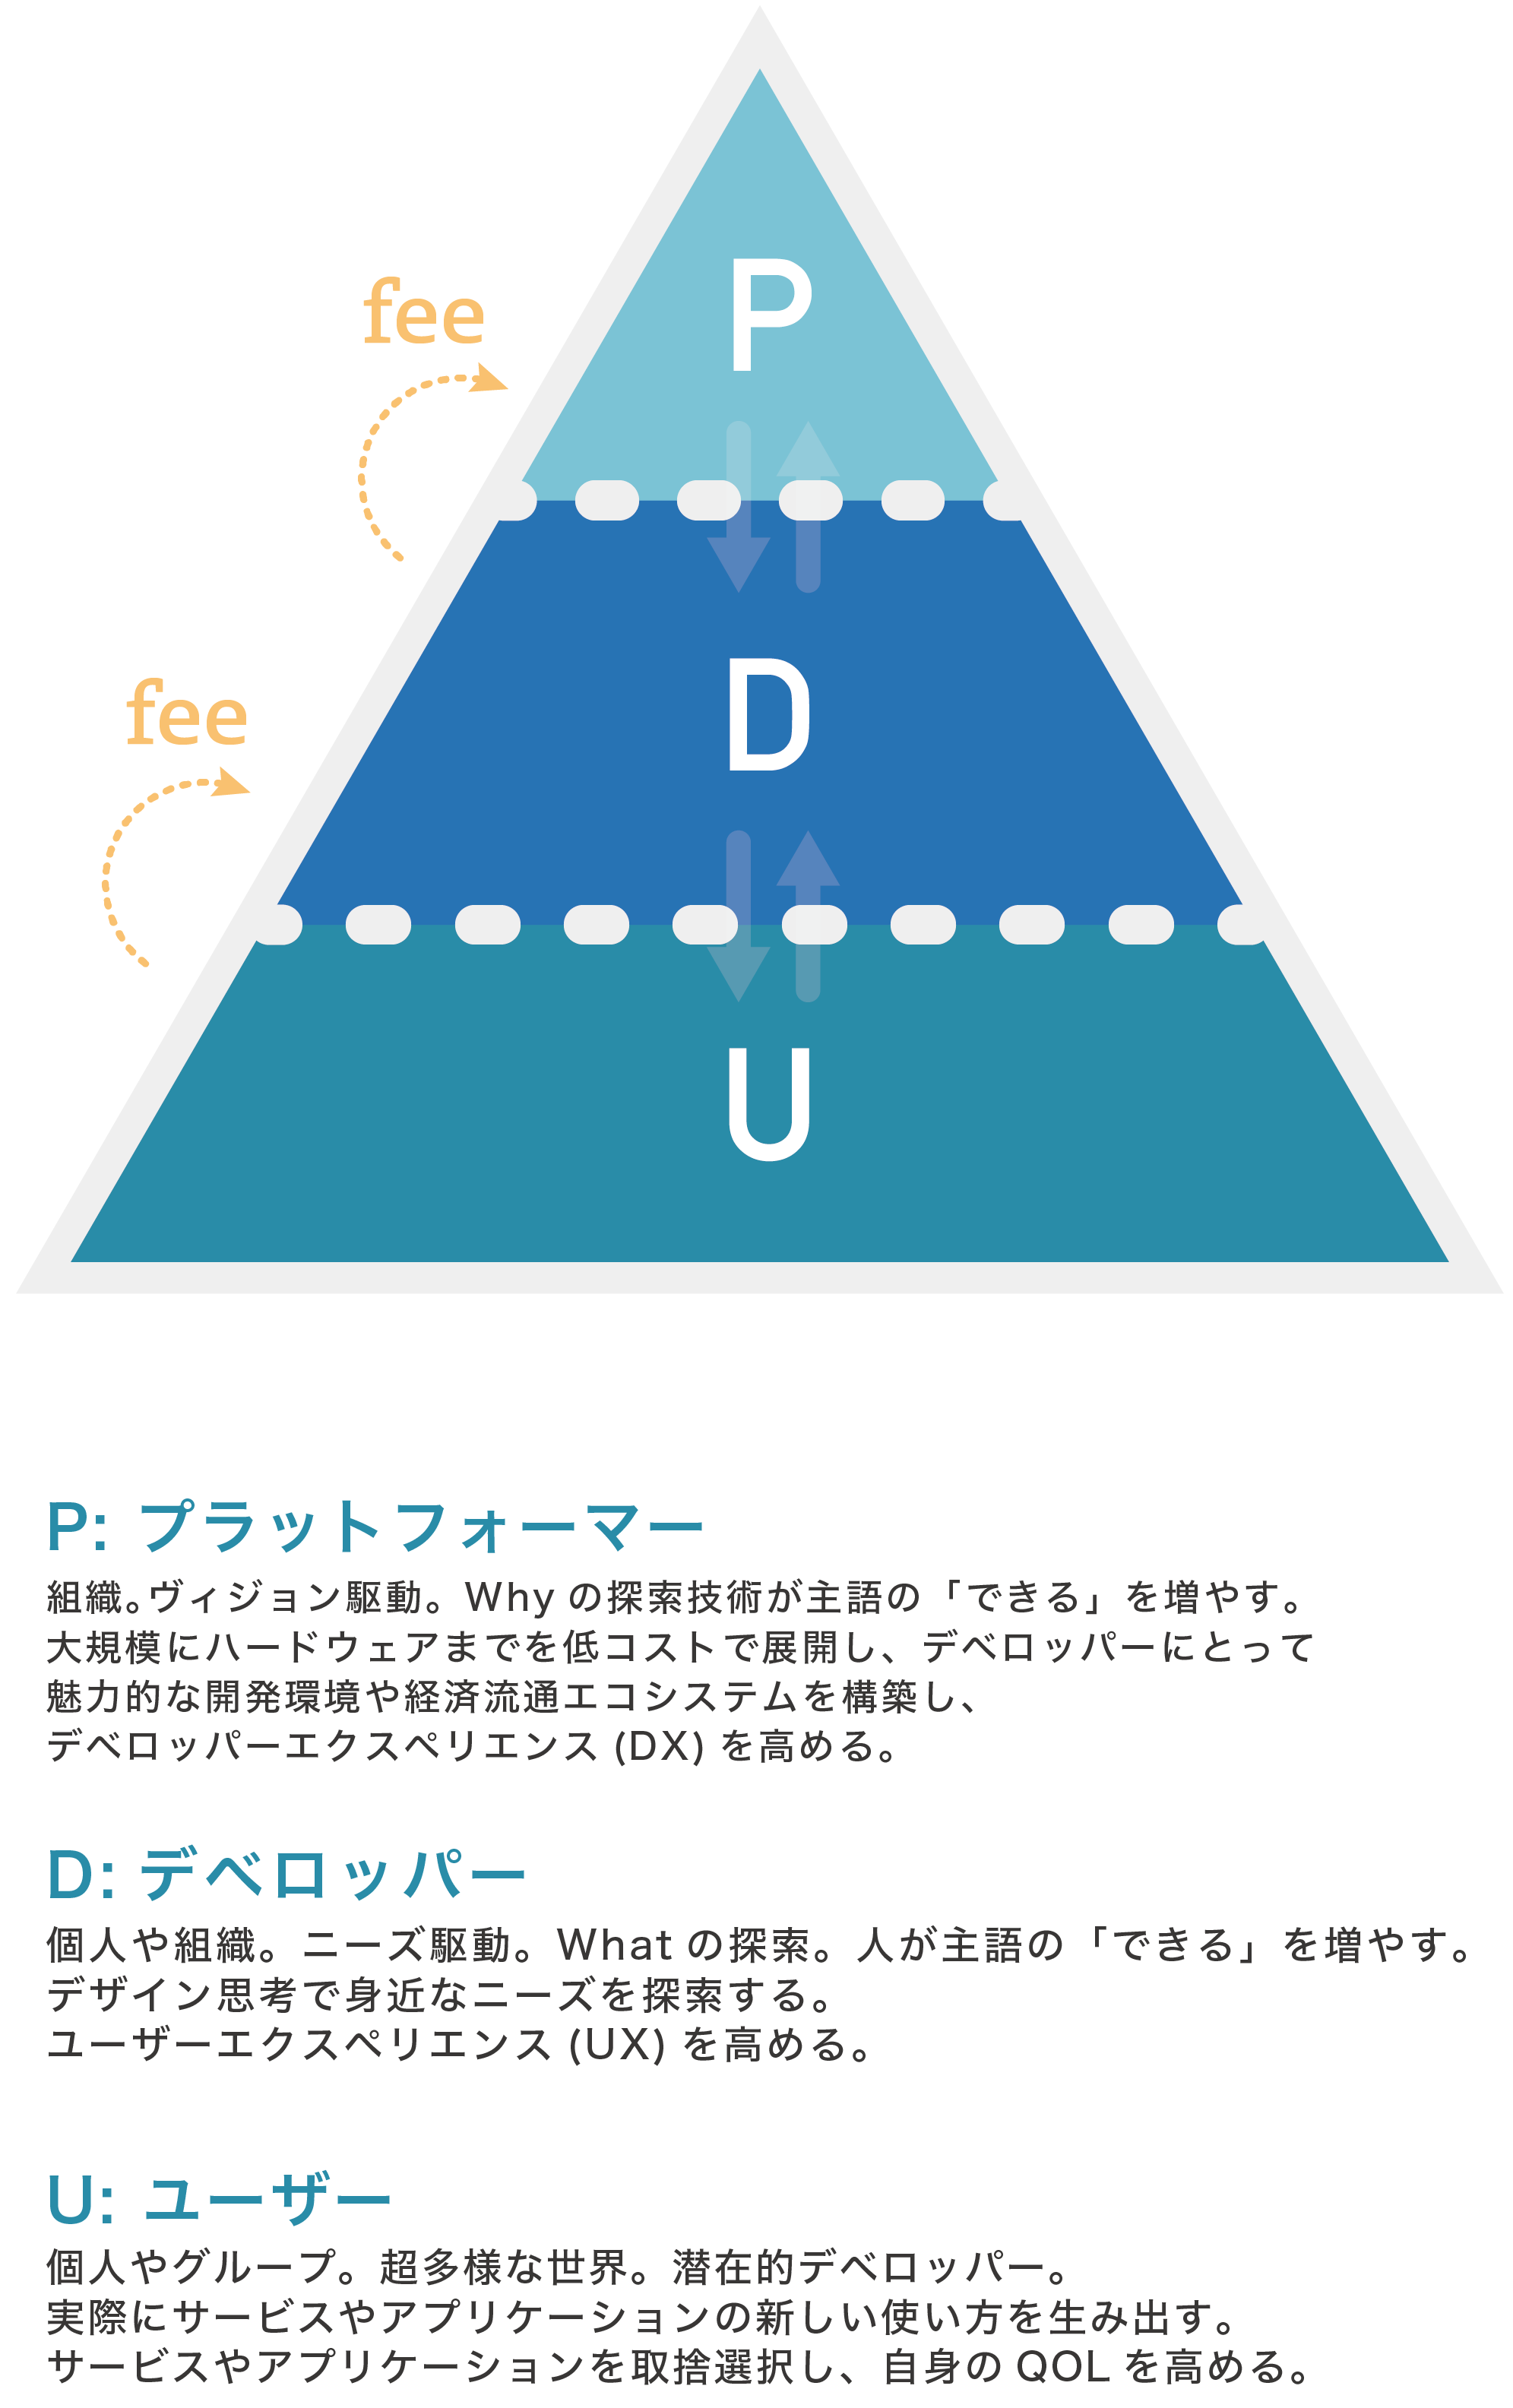 P
fee
D
fee
U
P: プラットフォーマー
組織。ヴィジョン駆動。Why の探索技術が主語の「できる」を増やす。
大規模にハードウェアまでを低コストで展開し、デベロッパーにとって
魅力的な開発環境や経済流通エコシステムを構築し、
デベロッパーエクスペリエンス (DX) を高める。
D: デベロッパー
個人や組織。ニーズ駆動。What の探索。人が主語の「できる」を増やす。
デザイン思考で身近なニーズを探索する。
ユーザーエクスペリエンス (UX) を高める。
U: ユーザー
個人やグループ。超多様な世界。潜在的デベロッパー。
実際にサービスやアプリケーションの新しい使い方を生み出す。
サービスやアプリケーションを取捨選択し、自身の QOL を高める。